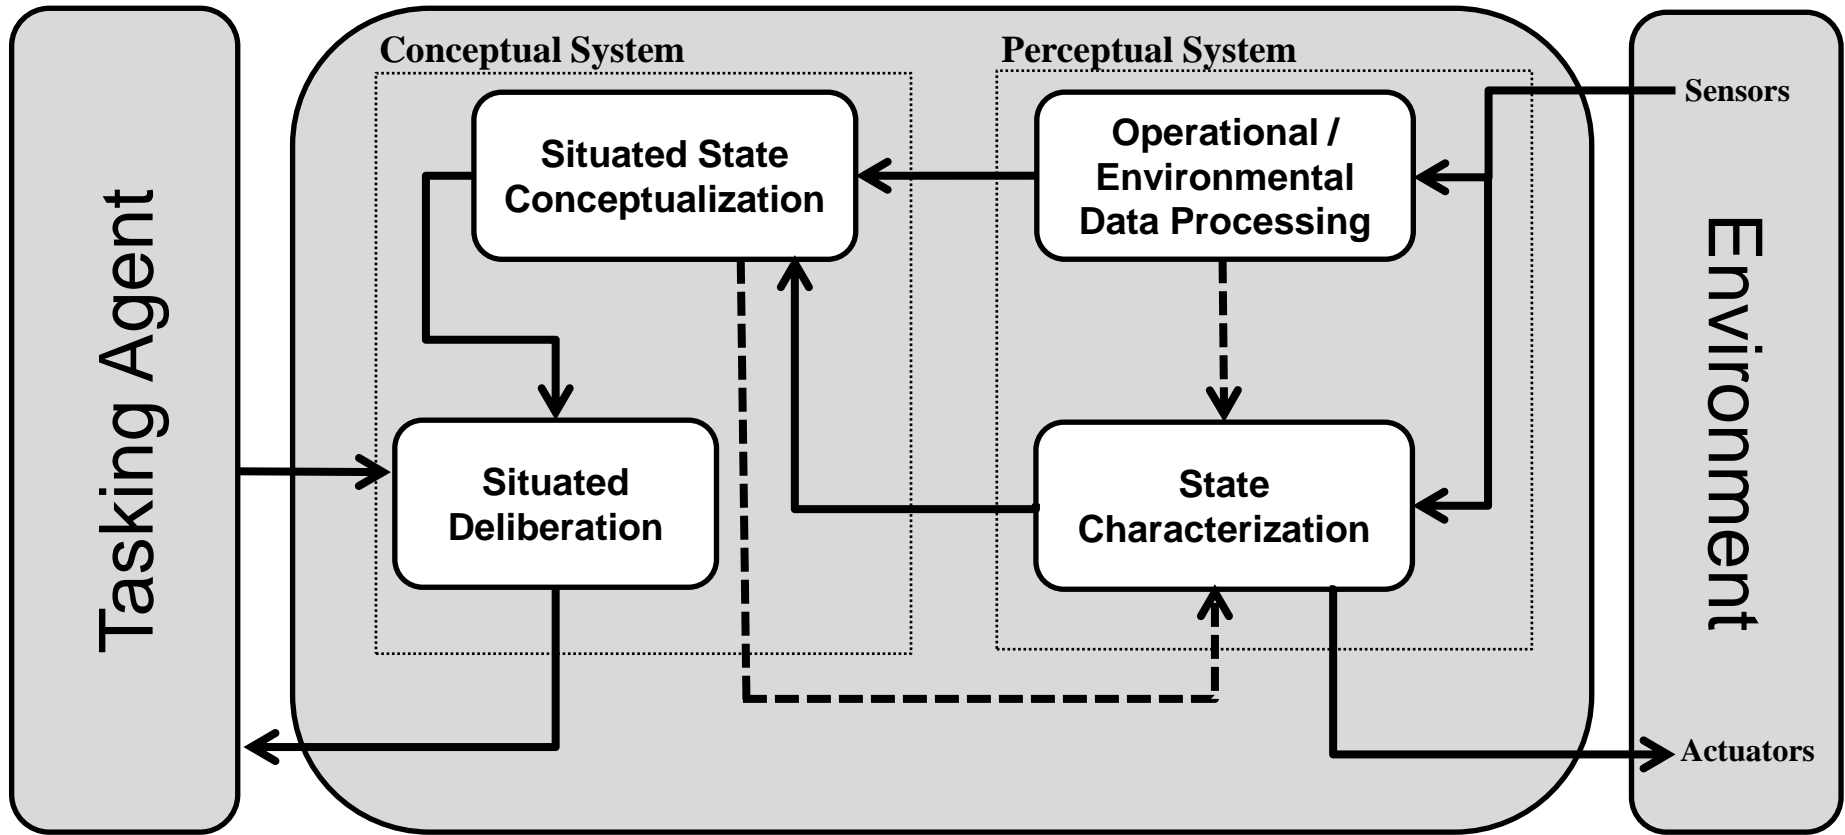 Tasking Agent
Conceptual System
Situated State
Conceptualization
Situated
Deliberation
Perceptual System
Operational /
Environmental
Data Processing
State
Characterization
Sensors
Environment
Actuators